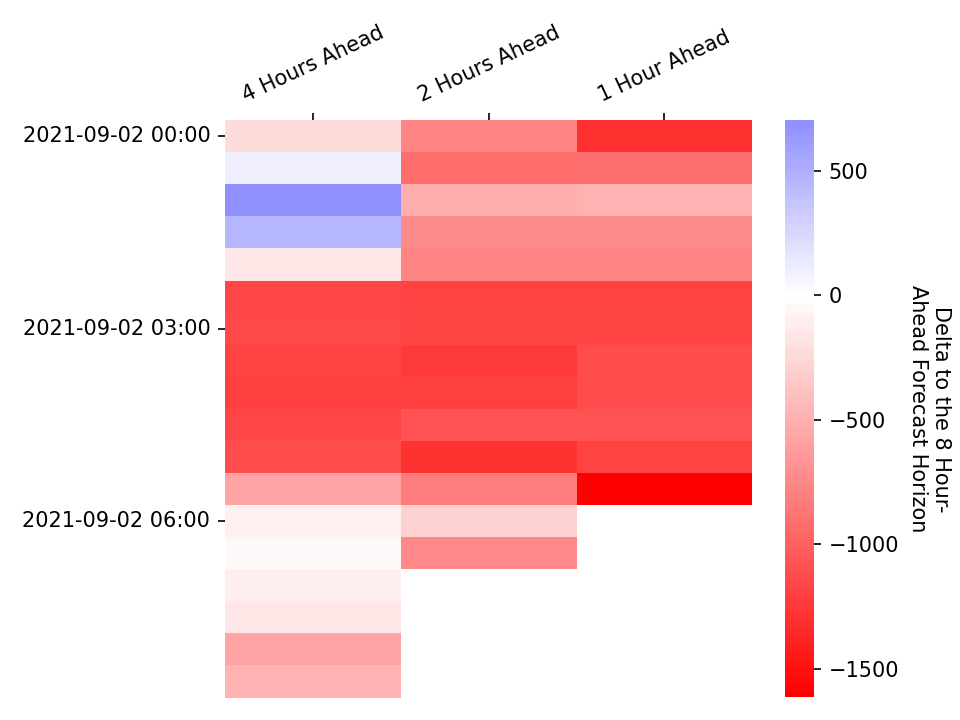 4 Hours Ahead
2 Hours Ahead
1 Hour Ahead
2021-09-02 00:00
2021-09-02 03:00
2021-09-02 06:00
500
0
−500
−1000
−1500
Delta to the 8 Hour-
Ahead Forecast Horizon